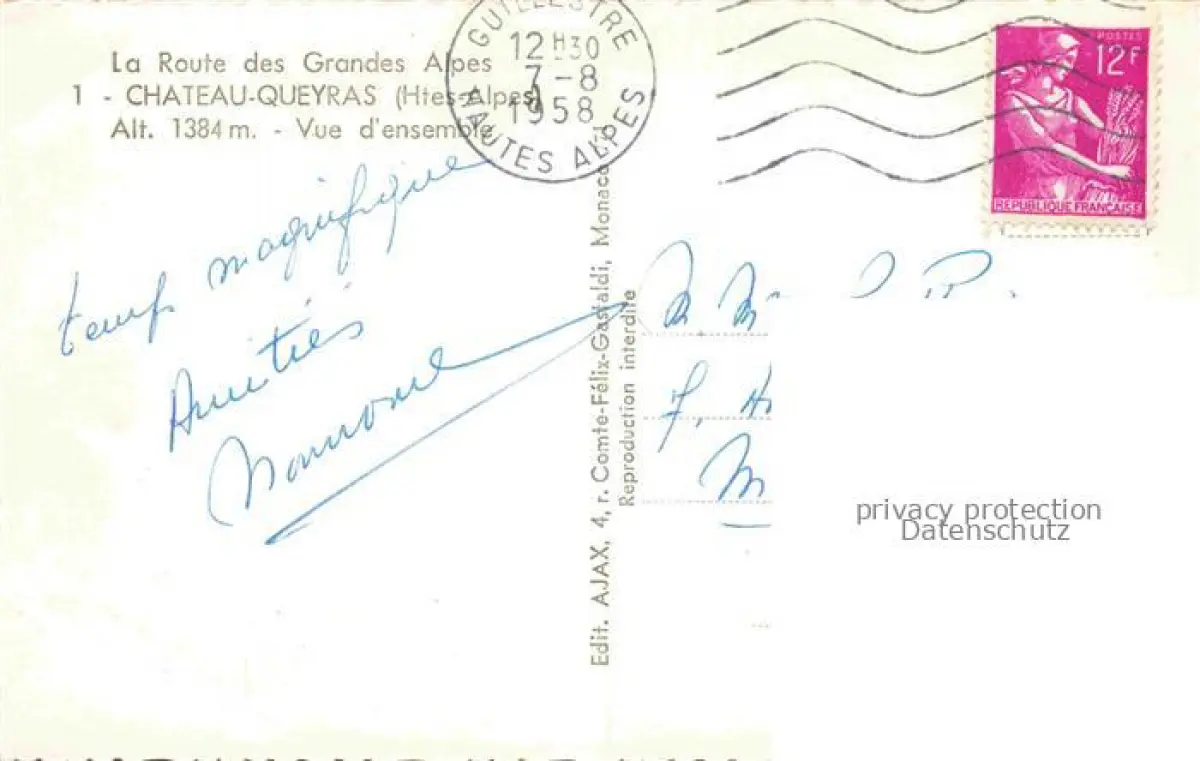 La Route des Grandes Alpes
1 - CHATEAU-QUEYRAS (Htes-Alpes)
Alt. 1384 m. - Vue d'ensemble
GUILLESTRE
12 H 30
7 - 8
1958
HAUTES ALPES
POSTES
12F
REPUBLIQUE FRANÇAISE
temps magnifique
Amitiés
Edit. AJAX, 4, r. Comte-Félix-Gastaldi, Monaco
Reproduction interdite
M M
7,
M
privacy protection
Datenschutz